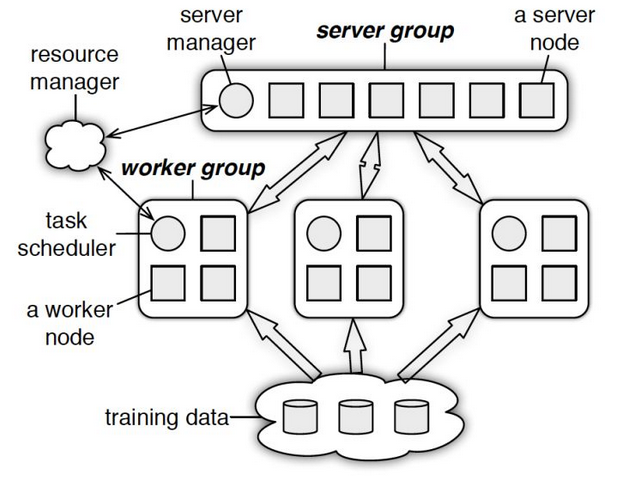 server
manager
server group
a server
node
resource
manager
worker group
task
scheduler
a worker
node
training data